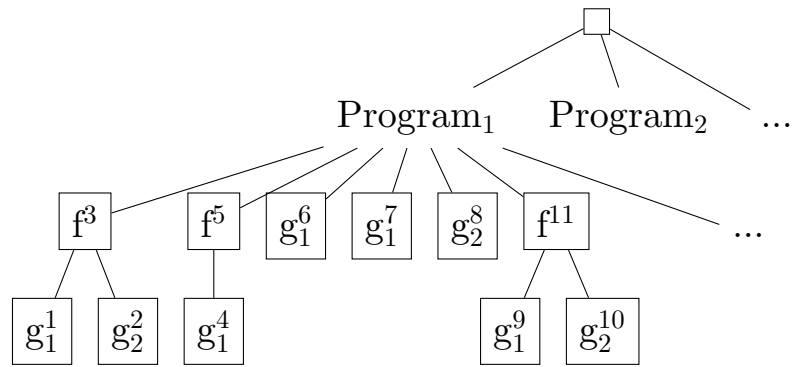 Program₁ Program₂ ...
f³ f⁵ g₁⁶ g₁⁷ g₂⁸ f¹¹ ...
g₁¹ g₂² g₁⁴ g₁⁹ g₂¹⁰